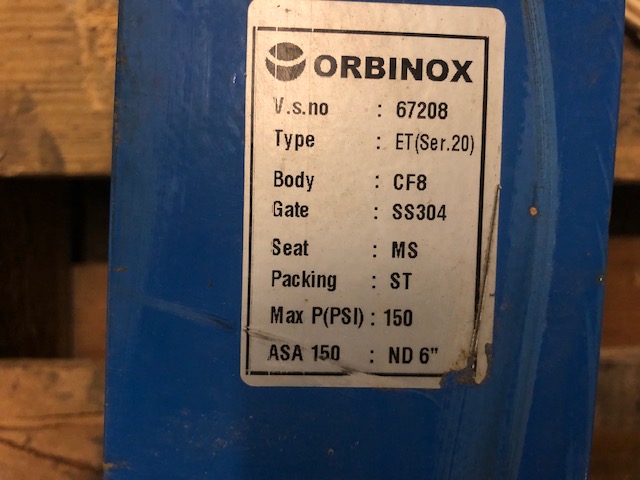 ORBINOX
V.s.no : 67208
Type : ET(Ser.20)
Body : CF8
Gate : SS304
Seat : MS
Packing : ST
Max P(PSI) : 150
ASA 150 : ND 6”